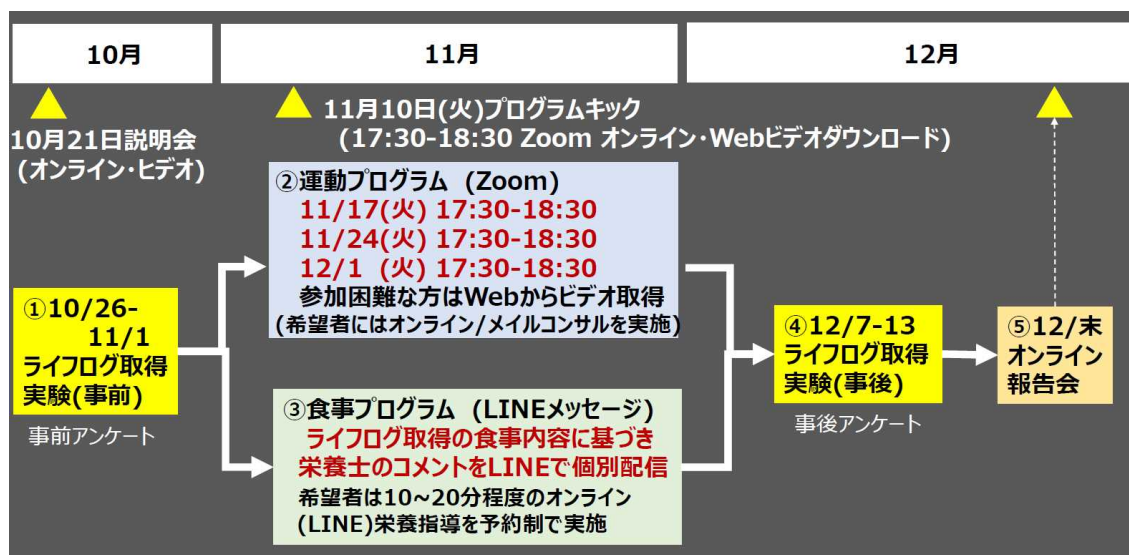 10月
11月
12月
10月21日説明会
(オンライン・ビデオ)
11月10日(火)プログラムキック
(17:30-18:30 Zoom オンライン・Webビデオダウンロード)
①10/26-
11/1
ライフログ取得
実験(事前)
事前アンケート
②運動プログラム (Zoom)
11/17(火) 17:30-18:30
11/24(火) 17:30-18:30
12/1 (火) 17:30-18:30
参加困難な方はWebからビデオ取得
(希望者にはオンライン/メイルコンサルを実施)
③食事プログラム (LINEメッセージ)
ライフログ取得の食事内容に基づき
栄養士のコメントをLINEで個別配信
希望者は10~20分程度のオンライン
(LINE)栄養指導を予約制で実施
④12/7-13
ライフログ取得
実験(事後)
事後アンケート
⑤12/末
オンライン
報告会